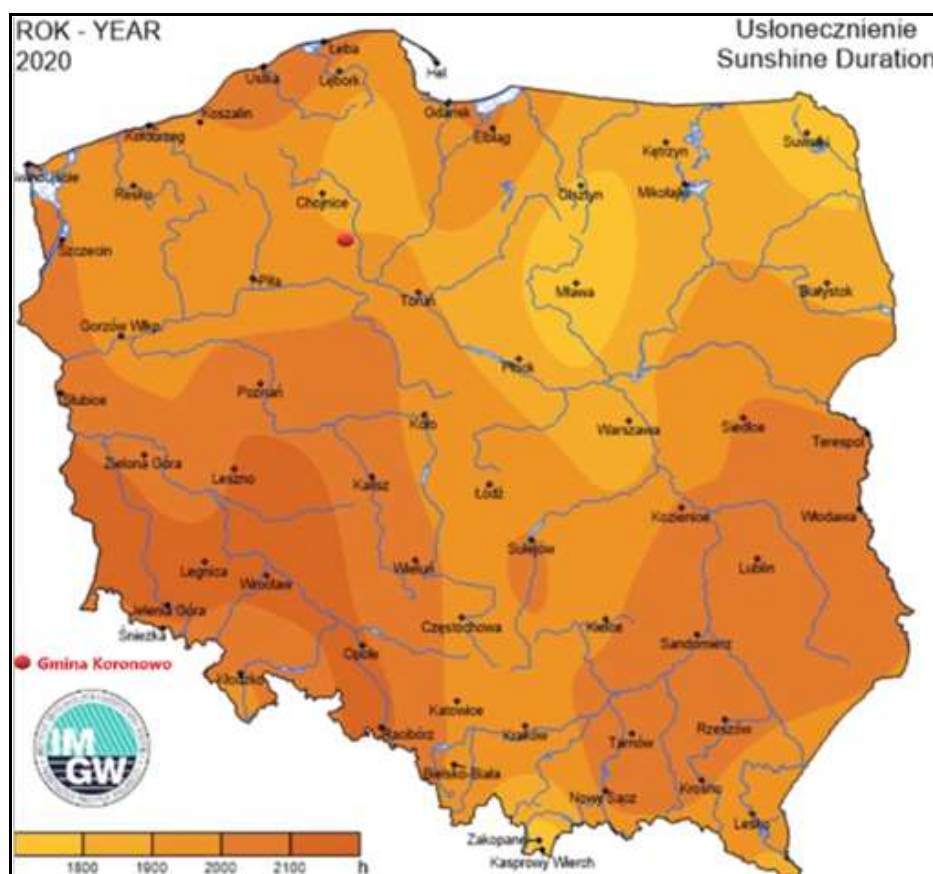 ROK - YEAR
2020
Usłonecznienie
Sunshine Duration
Łeba
Ustka
Lębork
Hel
Gdańsk
Elbląg
Koszalin
Kołobrzeg
Kętrzyn
Suwałki
Resko
Chojnice
Olsztyn
Mikołajki
Szczecin
Piła
Toruń
Mława
Białystok
Gorzów Wlkp.
Płock
Słubice
Poznań
Koło
Warszawa
Siedlce
Terespol
Zielona Góra
Leszno
Kalisz
Łódź
Kozienice
Włodawa
Sulejów
Legnica
Wrocław
Wieluń
Lublin
Jelenia Góra
Śnieżka
Częstochowa
Kielce
Sandomierz
Gmina Koronowo
Opole
Kłodzko
Katowice
Kraków
Tarnów
Rzeszów
Racibórz
Bielsko-Biała
Nowy Sącz
Krosno
Lesko
Zakopane
Kasprowy Wierch
IM
GW
1800 1900 2000 2100 h